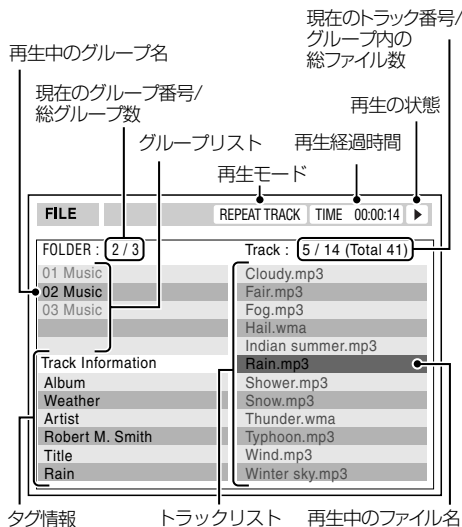 現在のトラック番号/
グループ内の
総ファイル数
再生中のグループ名
現在のグループ番号/
総グループ数
再生の状態
グループリスト
再生経過時間
再生モード
FILE
REPEAT TRACK
TIME 00:00:14
FOLDER : 2 / 3
Track : 5 / 14 (Total 41)
01 Music
02 Music
03 Music
Cloudy.mp3
Fair.mp3
Fog.mp3
Hail.wma
Indian summer.mp3
Rain.mp3
Shower.mp3
Snow.mp3
Thunder.wma
Typhoon.mp3
Wind.mp3
Winter sky.mp3
Track Information
Album
Weather
Artist
Robert M. Smith
Title
Rain
タグ情報
トラックリスト
再生中のファイル名